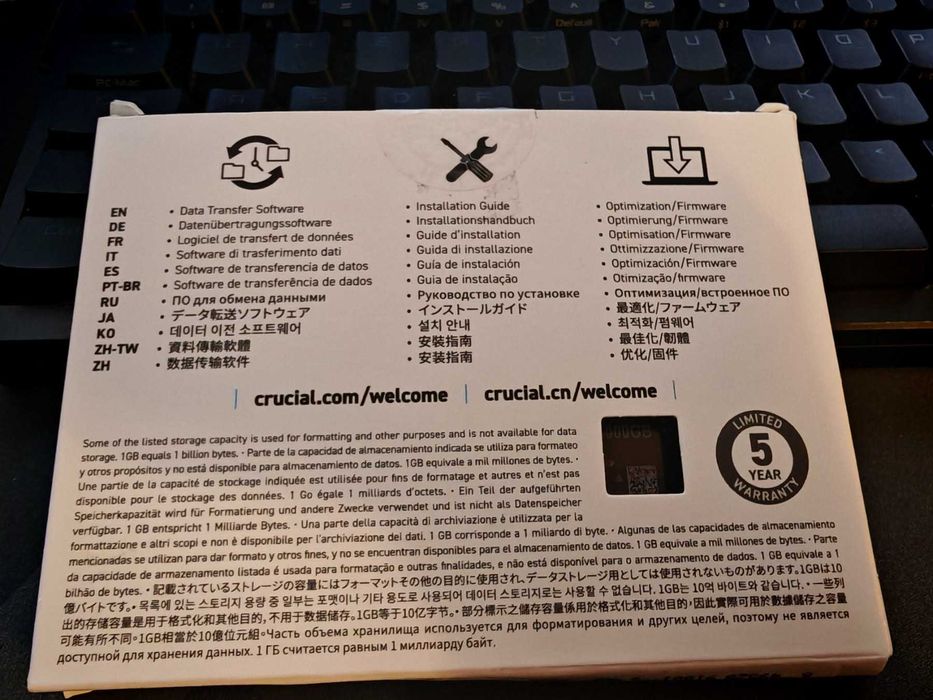 EN
• Data Transfer Software
• Installation Guide
• Optimization/Firmware
DE
• Datenübertragungssoftware
• Installationshandbuch
• Optimierung/Firmware
FR
• Logiciel de transfert de données
• Guide d'installation
• Optimisation/Firmware
IT
• Software di trasferimento dati
• Guida di installazione
• Ottimizzazione/Firmware
ES
• Software de transferencia de datos
• Guía de instalación
• Optimización/Firmware
PT-BR
• Software de transferência de dados
• Guia de instalação
• Otimização/firmware
RU
• ПО для обмена данными
• Руководство по установке
• Оптимизация/встроенное ПО
JA
• データ転送ソフトウェア
• インストールガイド
• 最適化/ファームウェア
KO
• 데이터 이전 소프트웨어
• 설치 안내
• 최적화/펌웨어
ZH-TW
• 資料傳輸軟體
• 安裝指南
• 最佳化/韌體
ZH
• 数据传输软件
• 安装指南
• 优化/固件
crucial.com/welcome
crucial.cn/welcome
Some of the listed storage capacity is used for formatting and other purposes and is not available for data
storage. 1GB equals 1 billion bytes. • Parte de la capacidad de almacenamiento indicada se utiliza para formateo
y otros propósitos y no está disponible para almacenamiento de datos. 1GB equivale a mil millones de bytes. •
Une partie de la capacité de stockage indiquée est utilisée pour fins de formatage et autres et n'est pas
disponible pour le stockage des données. 1 Go égale 1 milliards d'octets. • Ein Teil der aufgeführten
Speicherkapazität wird für Formatierung und andere Zwecke verwendet und ist nicht als Datenspeicher
verfügbar. 1 GB entspricht 1 Milliarde Bytes. • Una parte della capacità di archiviazione è utilizzata per la
formattazione e altri scopi e non è disponibile per l'archiviazione dei dati. 1 GB corrisponde a 1 miliardo di byte. • Algunas de las capacidades de almacenamiento
mencionadas se utilizan para dar formato y otros fines, y no se encuentran disponibles para el almacenamiento de datos. 1 GB equivale a mil millones de bytes. • Parte
da capacidade de armazenamento listada é usada para formatação e outras finalidades, e não está disponível para o armazenamento de dados. 1 GB equivale a 1
bilhão de bytes. • 記載されているストレージの容量にはフォーマットその他の目的に使用され、データストレージ用としては使用されないものがあります。1GBは10
億バイトです。• 목록에 있는 스토리지 용량 중 일부는 포맷이나 기타 용도로 사용되어 데이터 스토리지로는 사용할 수 없습니다. 1GB는 10억 바이트와 같습니다. • 一些列
出的存储容量是用于格式化和其他目的, 不用于数据储存。1GB等于10亿字节。• 部分標示之儲存容量係用於格式化和其他目的,因此實際可用於數據儲存之容量
可能有所不同。1GB相當於10億位元組。Часть объема хранилища используется для форматирования и других целей, поэтому не является
доступной для хранения данных. 1 ГБ считается равным 1 миллиарду байт.
LIMITED
5
YEAR
WARRANTY